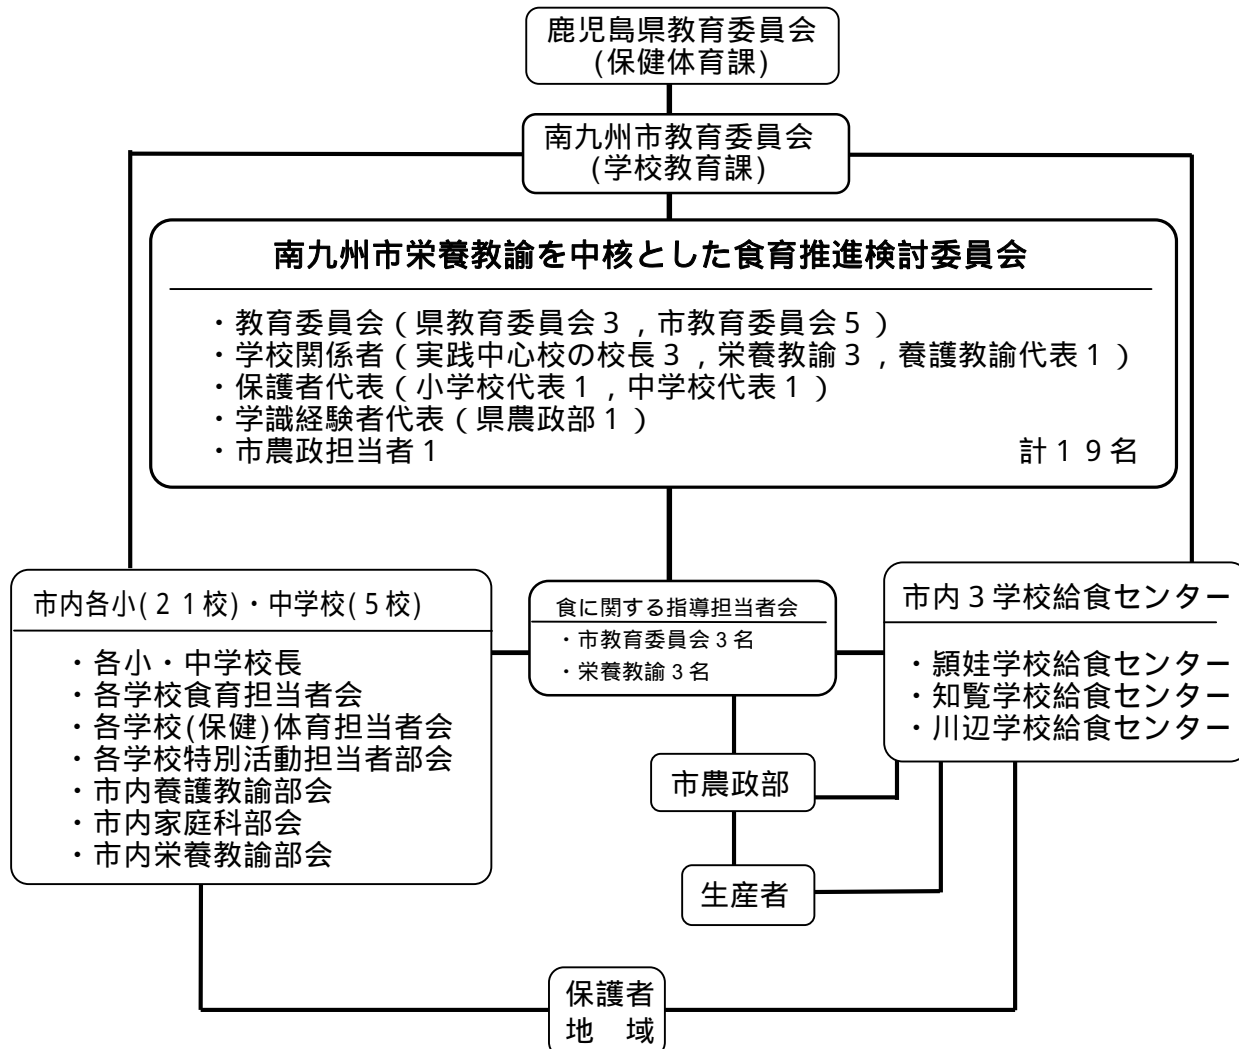 鹿児島県教育委員会
(保健体育課)
南九州市教育委員会
(学校教育課)
南九州市栄養教諭を中核とした食育推進検討委員会
・教育委員会（県教育委員会３，市教育委員会５）
・学校関係者（実践中心校の校長３，栄養教諭３，養護教諭代表１）
・保護者代表（小学校代表１，中学校代表１）
・学識経験者代表（県農政部１）
・市農政担当者１ 計１９名
市内各小(２１校)・中学校(５校)
・各小・中学校長
・各学校食育担当者会
・各学校(保健)体育担当者会
・各学校特別活動担当者部会
・市内養護教諭部会
・市内家庭科部会
・市内栄養教諭部会
食に関する指導担当者会
・市教育委員会３名
・栄養教諭３名
市内３学校給食センター
・頴娃学校給食センター
・知覧学校給食センター
・川辺学校給食センター
市農政部
生産者
保護者
地　域